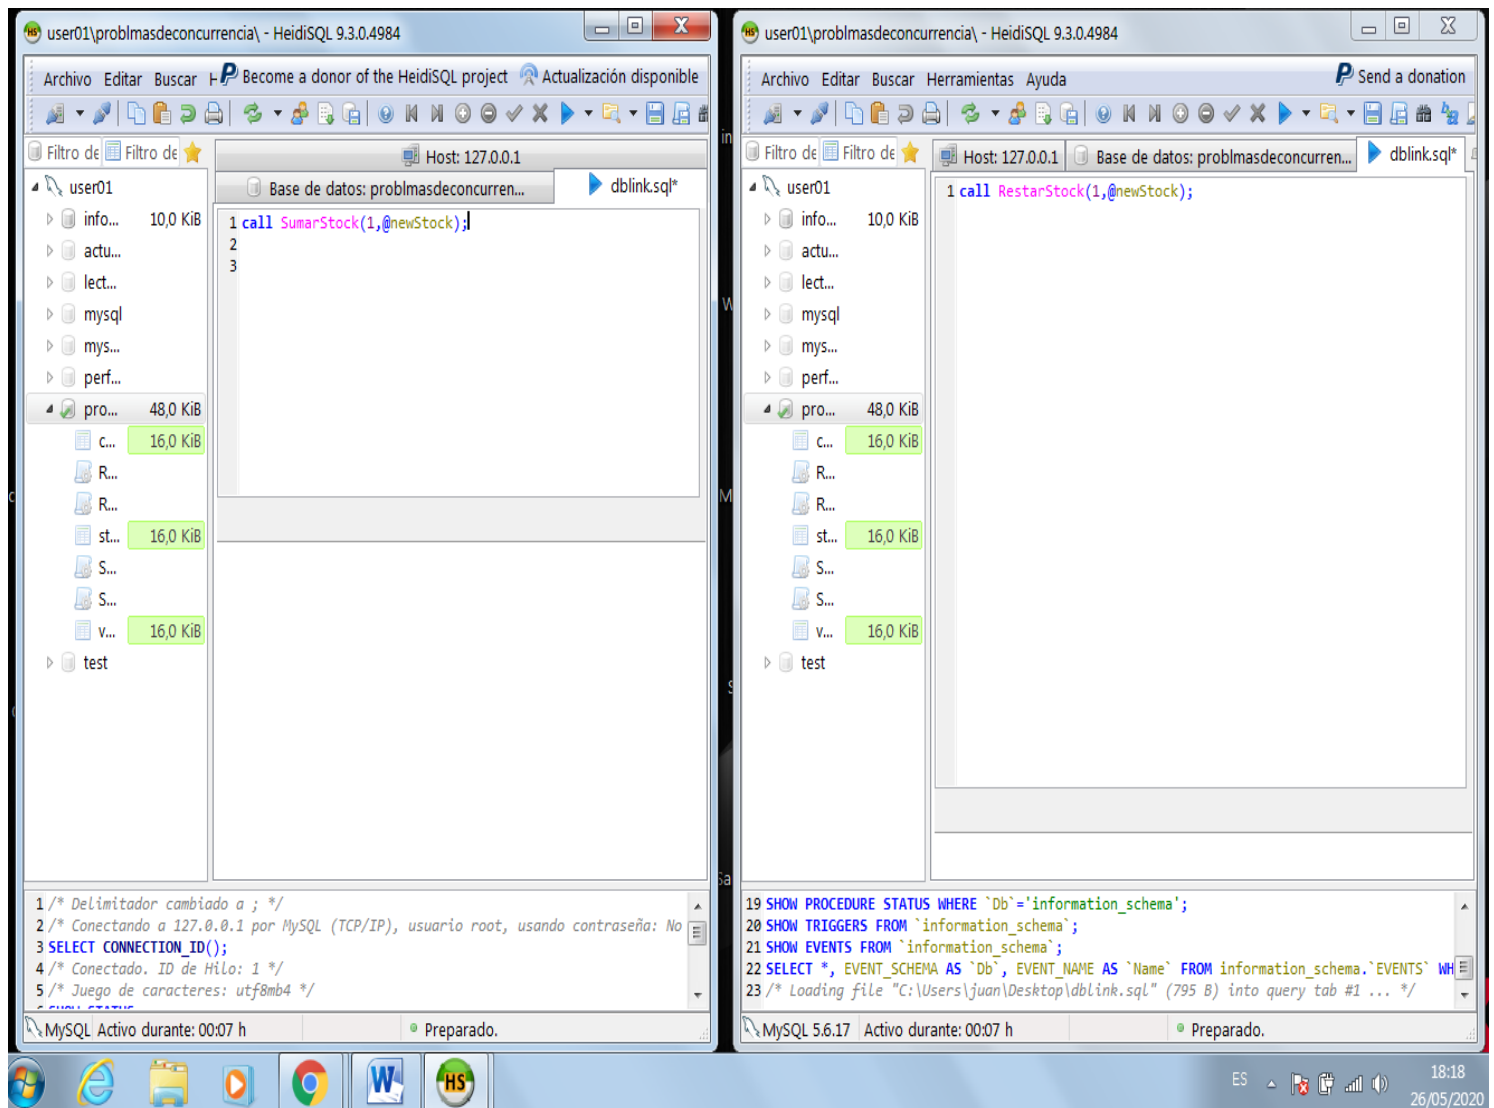 user01\problmasdeconcurrencia\ - HeidiSQL 9.3.0.4984
Archivo Editar Buscar Become a donor of the HeidiSQL project Actualización disponible
Filtro de Filtro de
Host: 127.0.0.1
Base de datos: problmasdeconcurren... dblink.sql*
user01
info... 10,0 KiB
actu...
lect...
mysql
mys...
perf...
pro... 48,0 KiB
c... 16,0 KiB
R...
R...
st... 16,0 KiB
S...
S...
v... 16,0 KiB
test
1 call SumarStock(1,@newStock);
2
3
1 /* Delimitador cambiado a ; */
2 /* Conectando a 127.0.0.1 por MySQL (TCP/IP), usuario root, usando contraseña: No
3 SELECT CONNECTION_ID();
4 /* Conectado. ID de Hilo: 1 */
5 /* Juego de caracteres: utf8mb4 */
MySQL Activo durante: 00:07 h Preparado.
user01\problmasdeconcurrencia\ - HeidiSQL 9.3.0.4984
Archivo Editar Buscar Herramientas Ayuda Send a donation
Filtro de Filtro de
Host: 127.0.0.1 Base de datos: problmasdeconcurren... dblink.sql*
user01
info... 10,0 KiB
actu...
lect...
mysql
mys...
perf...
pro... 48,0 KiB
c... 16,0 KiB
R...
R...
st... 16,0 KiB
S...
S...
v... 16,0 KiB
test
1 call RestarStock(1,@newStock);
19 SHOW PROCEDURE STATUS WHERE `Db`='information_schema';
20 SHOW TRIGGERS FROM `information_schema`;
21 SHOW EVENTS FROM `information_schema`;
22 SELECT *, EVENT_SCHEMA AS `Db`, EVENT_NAME AS `Name` FROM information_schema.`EVENTS` WH
23 /* Loading file "C:\Users\juan\Desktop\dblink.sql" (795 B) into query tab #1 ... */
MySQL 5.6.17 Activo durante: 00:07 h Preparado.
ES
18:18
26/05/2020